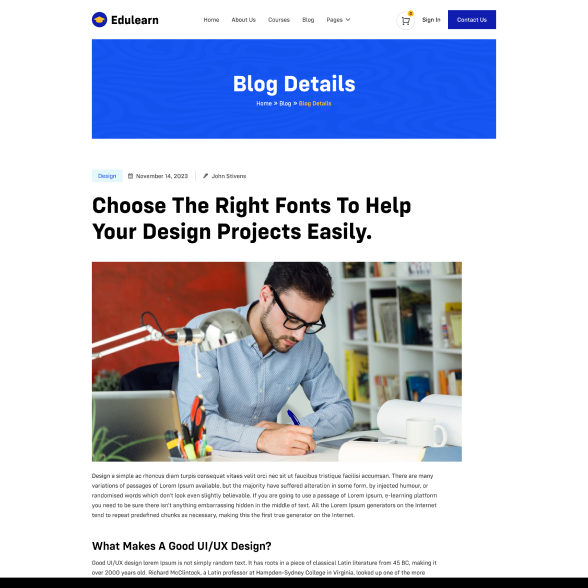 Edulearn
Home About Us Courses Blog Pages
Sign In Contact Us
Blog Details
Home » Blog » Blog Details
Design November 14, 2023 John Stivens
Choose The Right Fonts To Help
Your Design Projects Easily.
Design a simple ac rhoncus diam turpis consequat vitaes velit orci nec sit ut faucibus tristique facilisi accumsan. There are many
variations of passages of Lorem Ipsum available, but the majority have suffered alteration in some form, by injected humour, or
randomised words which don't look even slightly believable. If you are going to use a passage of Lorem Ipsum, e-learning platform
you need to be sure there isn't anything embarrassing hidden in the middle of text. All the Lorem Ipsum generators on the Internet
tend to repeat predefined chunks as necessary, making this the first true generator on the Internet.
What Makes A Good UI/UX Design?
Good UI/UX design lorem Ipsum is not simply random text. It has roots in a piece of classical Latin literature from 45 BC, making it
over 2000 years old. Richard McClintock, a Latin professor at Hampden-Sydney College in Virginia, looked up one of the more